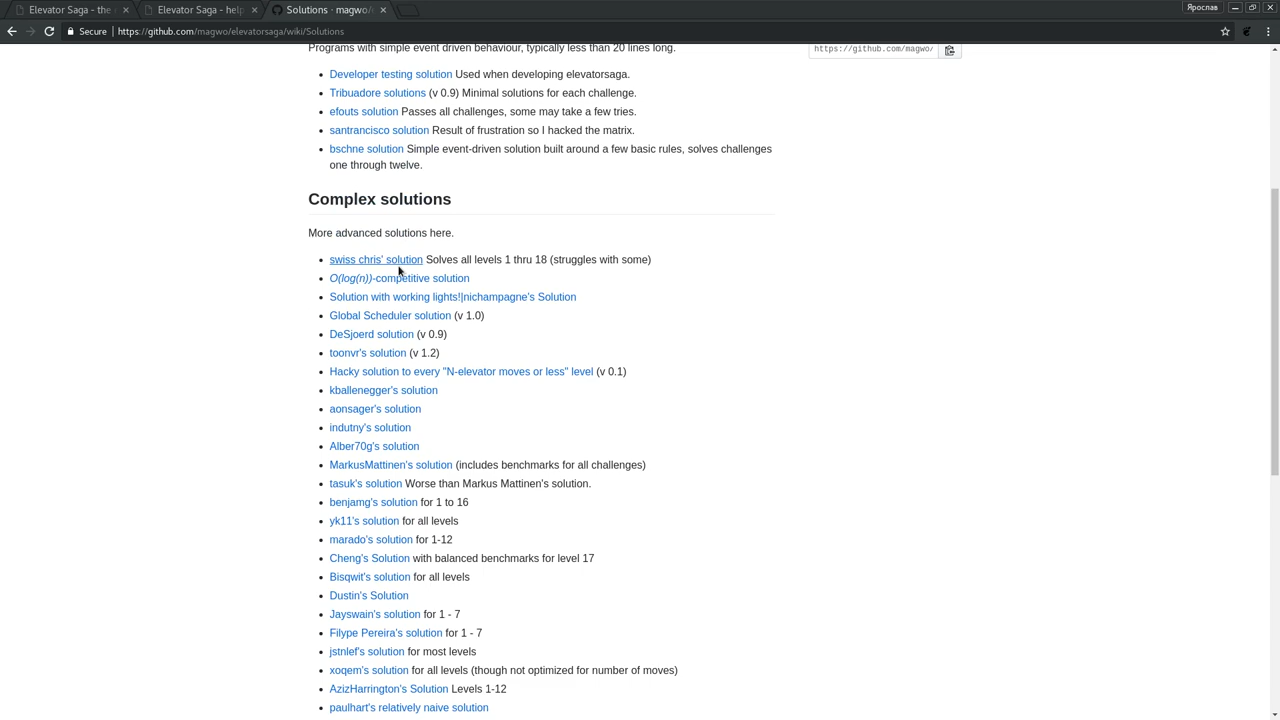 Elevator Saga - the
Elevator Saga - help
Solutions · magwo/
Ярослав
Secure
https://github.com/magwo/elevatorsaga/wiki/Solutions
Programs with simple event driven behaviour, typically less than 20 lines long.
https://github.com/magwo/
Developer testing solution Used when developing elevatorsaga.
Tribuadore solutions (v 0.9) Minimal solutions for each challenge.
efouts solution Passes all challenges, some may take a few tries.
santrancisco solution Result of frustration so I hacked the matrix.
bschne solution Simple event-driven solution built around a few basic rules, solves challenges
one through twelve.
Complex solutions
More advanced solutions here.
swiss chris' solution Solves all levels 1 thru 18 (struggles with some)
O(log(n))-competitive solution
Solution with working lights!|nichampagne's Solution
Global Scheduler solution (v 1.0)
DeSjoerd solution (v 0.9)
toonvr's solution (v 1.2)
Hacky solution to every "N-elevator moves or less" level (v 0.1)
kballenegger's solution
aonsager's solution
indutny's solution
Alber70g's solution
MarkusMattinen's solution (includes benchmarks for all challenges)
tasuk's solution Worse than Markus Mattinen's solution.
benjamg's solution for 1 to 16
yk11's solution for all levels
marado's solution for 1-12
Cheng's Solution with balanced benchmarks for level 17
Bisqwit's solution for all levels
Dustin's Solution
Jayswain's solution for 1 - 7
Filype Pereira's solution for 1 - 7
jstnlef's solution for most levels
xoqem's solution for all levels (though not optimized for number of moves)
AzizHarrington's Solution Levels 1-12
paulhart's relatively naive solution